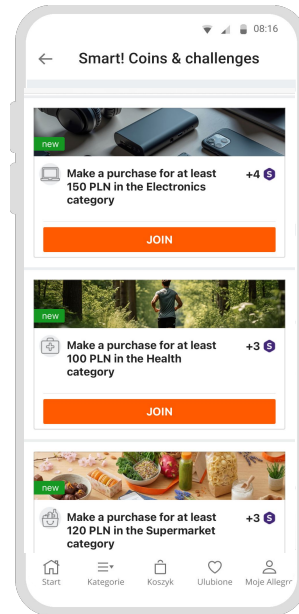 08:16
Smart! Coins & challenges
new
Make a purchase for at least
150 PLN in the Electronics
category
+4 S
JOIN
new
Make a purchase for at least
100 PLN in the Health
category
+3 S
JOIN
new
Make a purchase for at least
120 PLN in the Supermarket
category
+3 S
Start
Kategorie
Koszyk
Ulubione
Moje Allegro